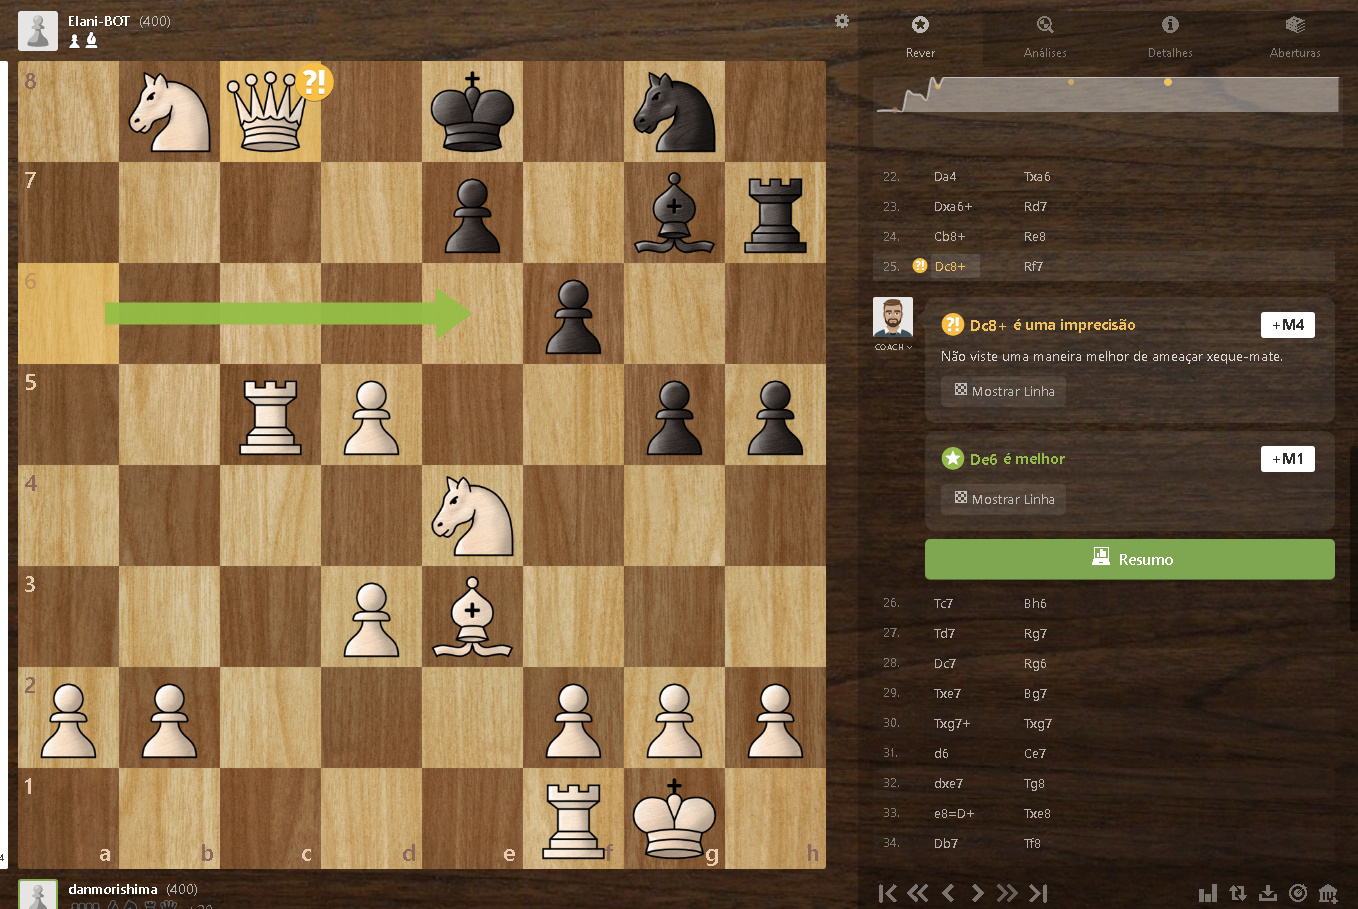 Elani-BOT (400)
Rever
Análises
Detalhes
Aberturas
8
7
6
5
4
3
2
1
a b c d e f g h
?!
22. Da4 Txa6
23. Dxa6+ Rd7
24. Cb8+ Re8
25. ?! Dc8+ Rf7
COACH
?! Dc8+ é uma imprecisão +M4
Não viste uma maneira melhor de ameaçar xeque-mate.
Mostrar Linha
De6 é melhor +M1
Mostrar Linha
Resumo
26. Tc7 Bh6
27. Td7 Rg7
28. Dc7 Rg6
29. Txe7 Bg7
30. Txg7+ Txg7
31. d6 Ce7
32. dxe7 Tg8
33. e8=D+ Txe8
34. Db7 Tf8
4
danmorishima (400)